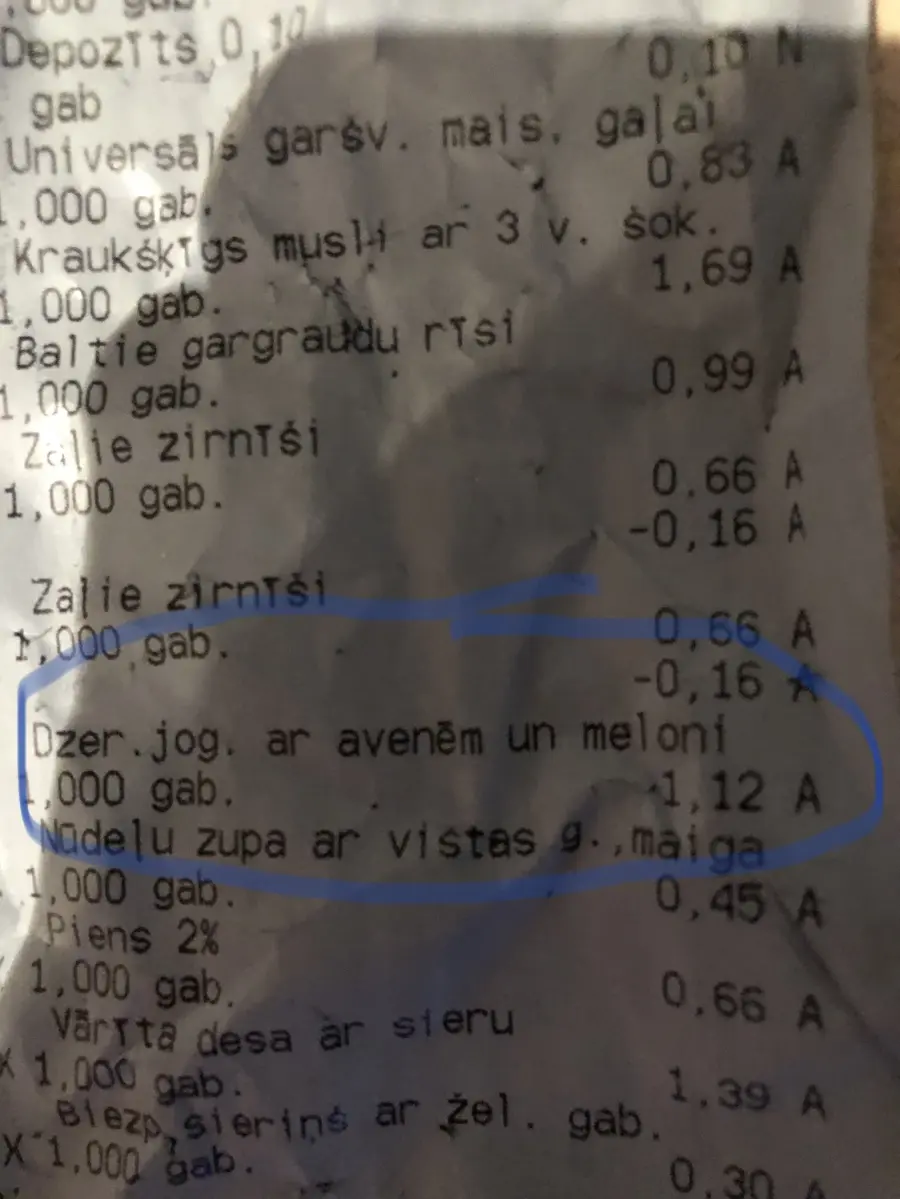 Depozīts 0,10
0,10 N
gab
Universāls garšv. mais. gaļai
0,83 A
1,000 gab.
Kraukšķīgs musli ar 3 v. šok.
1,69 A
1,000 gab.
Baltie gargraudu rīsi
0,99 A
1,000 gab.
Zaļie zirnīši
0,66 A
1,000 gab.
-0,16 A
Zaļie zirnīši
1,000 gab. 0,66 A
-0,16 A
Dzer.jog. ar avenēm un meloni
1,000 gab. 1,12 A
Nūdeļu zupa ar vistas g.,maiga
1,000 gab. 0,45 A
Piens 2%
1,000 gab. 0,66 A
Vārīta desa ar sieru
X 1,000 gab. 1,39 A
Biezp.sieriņš ar žel. gab.
X 1,000 gab. 0,30 A